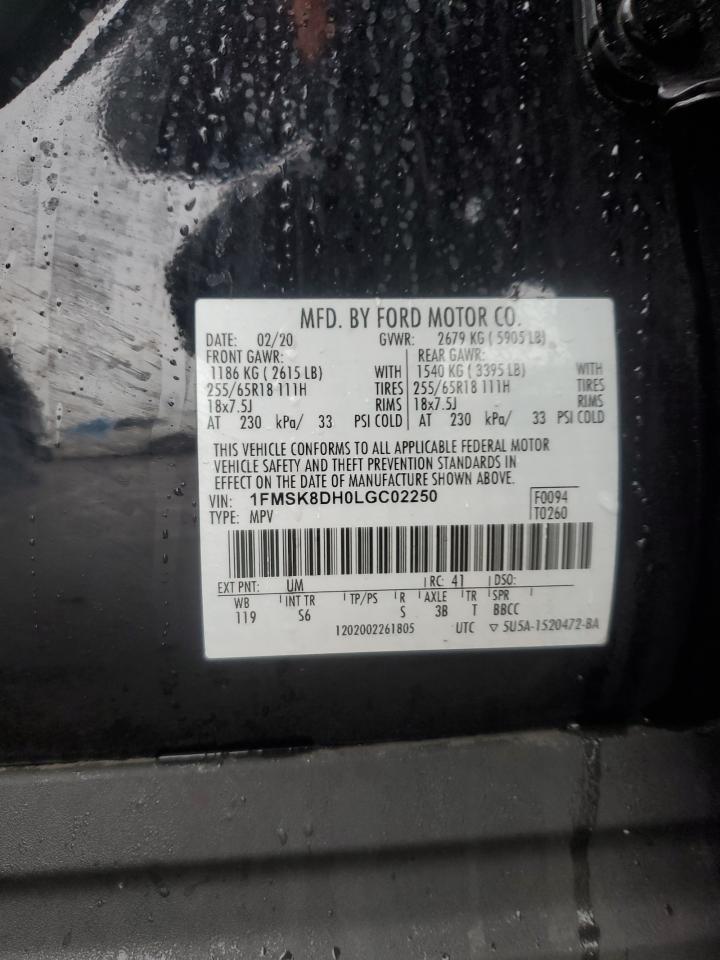 MFD. BY FORD MOTOR CO.
DATE: 02/20 GVWR: 2679 KG ( 5905 LB)
FRONT GAWR: REAR GAWR:
1186 KG ( 2615 LB) WITH 1540 KG ( 3395 LB) WITH
255/65R18 111H TIRES 255/65R18 111H TIRES
18x7.5J RIMS 18x7.5J RIMS
AT 230 kPa/ 33 PSI COLD AT 230 kPa/ 33 PSI COLD
THIS VEHICLE CONFORMS TO ALL APPLICABLE FEDERAL MOTOR
VEHICLE SAFETY AND THEFT PREVENTION STANDARDS IN
EFFECT ON THE DATE OF MANUFACTURE SHOWN ABOVE.
VIN: 1FMSK8DH0LGC02250 F0094
TYPE: MPV T0260
EXT PNT: UM RC: 41 DSO:
WB INT TR TP/PS R AXLE TR SPR
119 S6 S 3B T BBCC
1202002261805 UTC ▽ 5U5A-1520472-BA